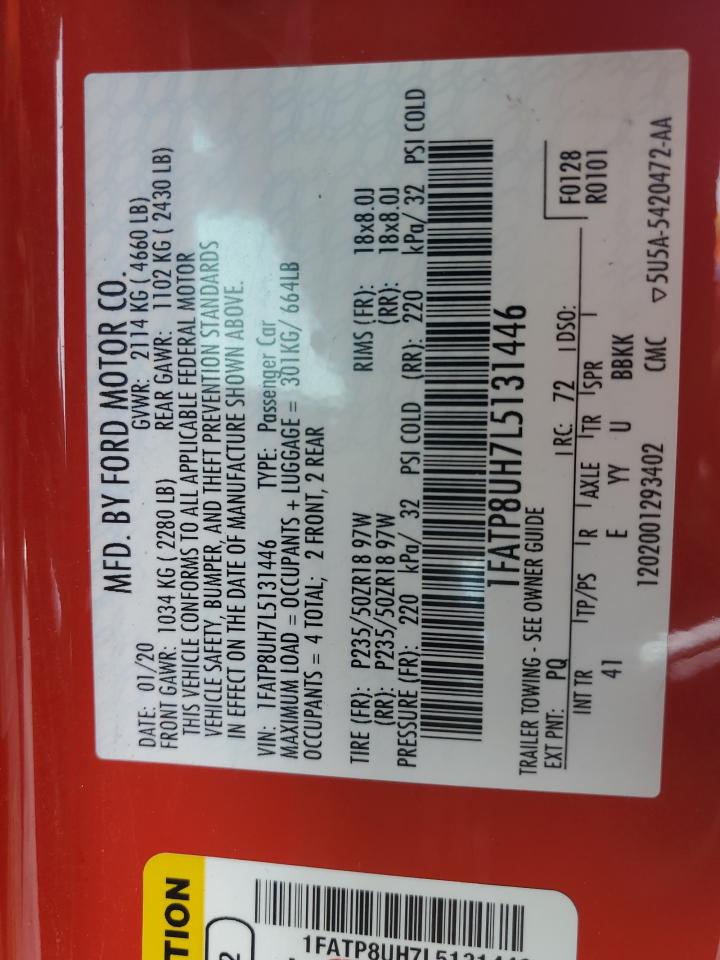 MFD. BY FORD MOTOR CO.
DATE: 01/20 GVWR: 2114 KG ( 4660 LB)
FRONT GAWR: 1034 KG ( 2280 LB) REAR GAWR: 1102 KG ( 2430 LB)
THIS VEHICLE CONFORMS TO ALL APPLICABLE FEDERAL MOTOR
VEHICLE SAFETY, BUMPER, AND THEFT PREVENTION STANDARDS
IN EFFECT ON THE DATE OF MANUFACTURE SHOWN ABOVE.
VIN: 1FATP8UH7L5131446 TYPE: Passenger Car
MAXIMUM LOAD = OCCUPANTS + LUGGAGE = 301KG/ 664LB
OCCUPANTS = 4 TOTAL; 2 FRONT, 2 REAR
TIRE (FR): P235/50ZR18 97W RIMS (FR): 18x8.0J
(RR): P235/50ZR18 97W (RR): 18x8.0J
PRESSURE (FR): 220 kPa/ 32 PSI COLD (RR): 220 kPa/ 32 PSI COLD
1FATP8UH7L5131446
TRAILER TOWING - SEE OWNER GUIDE
EXT PNT: PQ RC: 72 DSO: F0128
R0101
INT TR TP/PS R AXLE TR SPR
41 E YY U BBKK
1202001293402 CMC ▽5U5A-5420472-AA
TION
2
1FATP8UH7L5131446